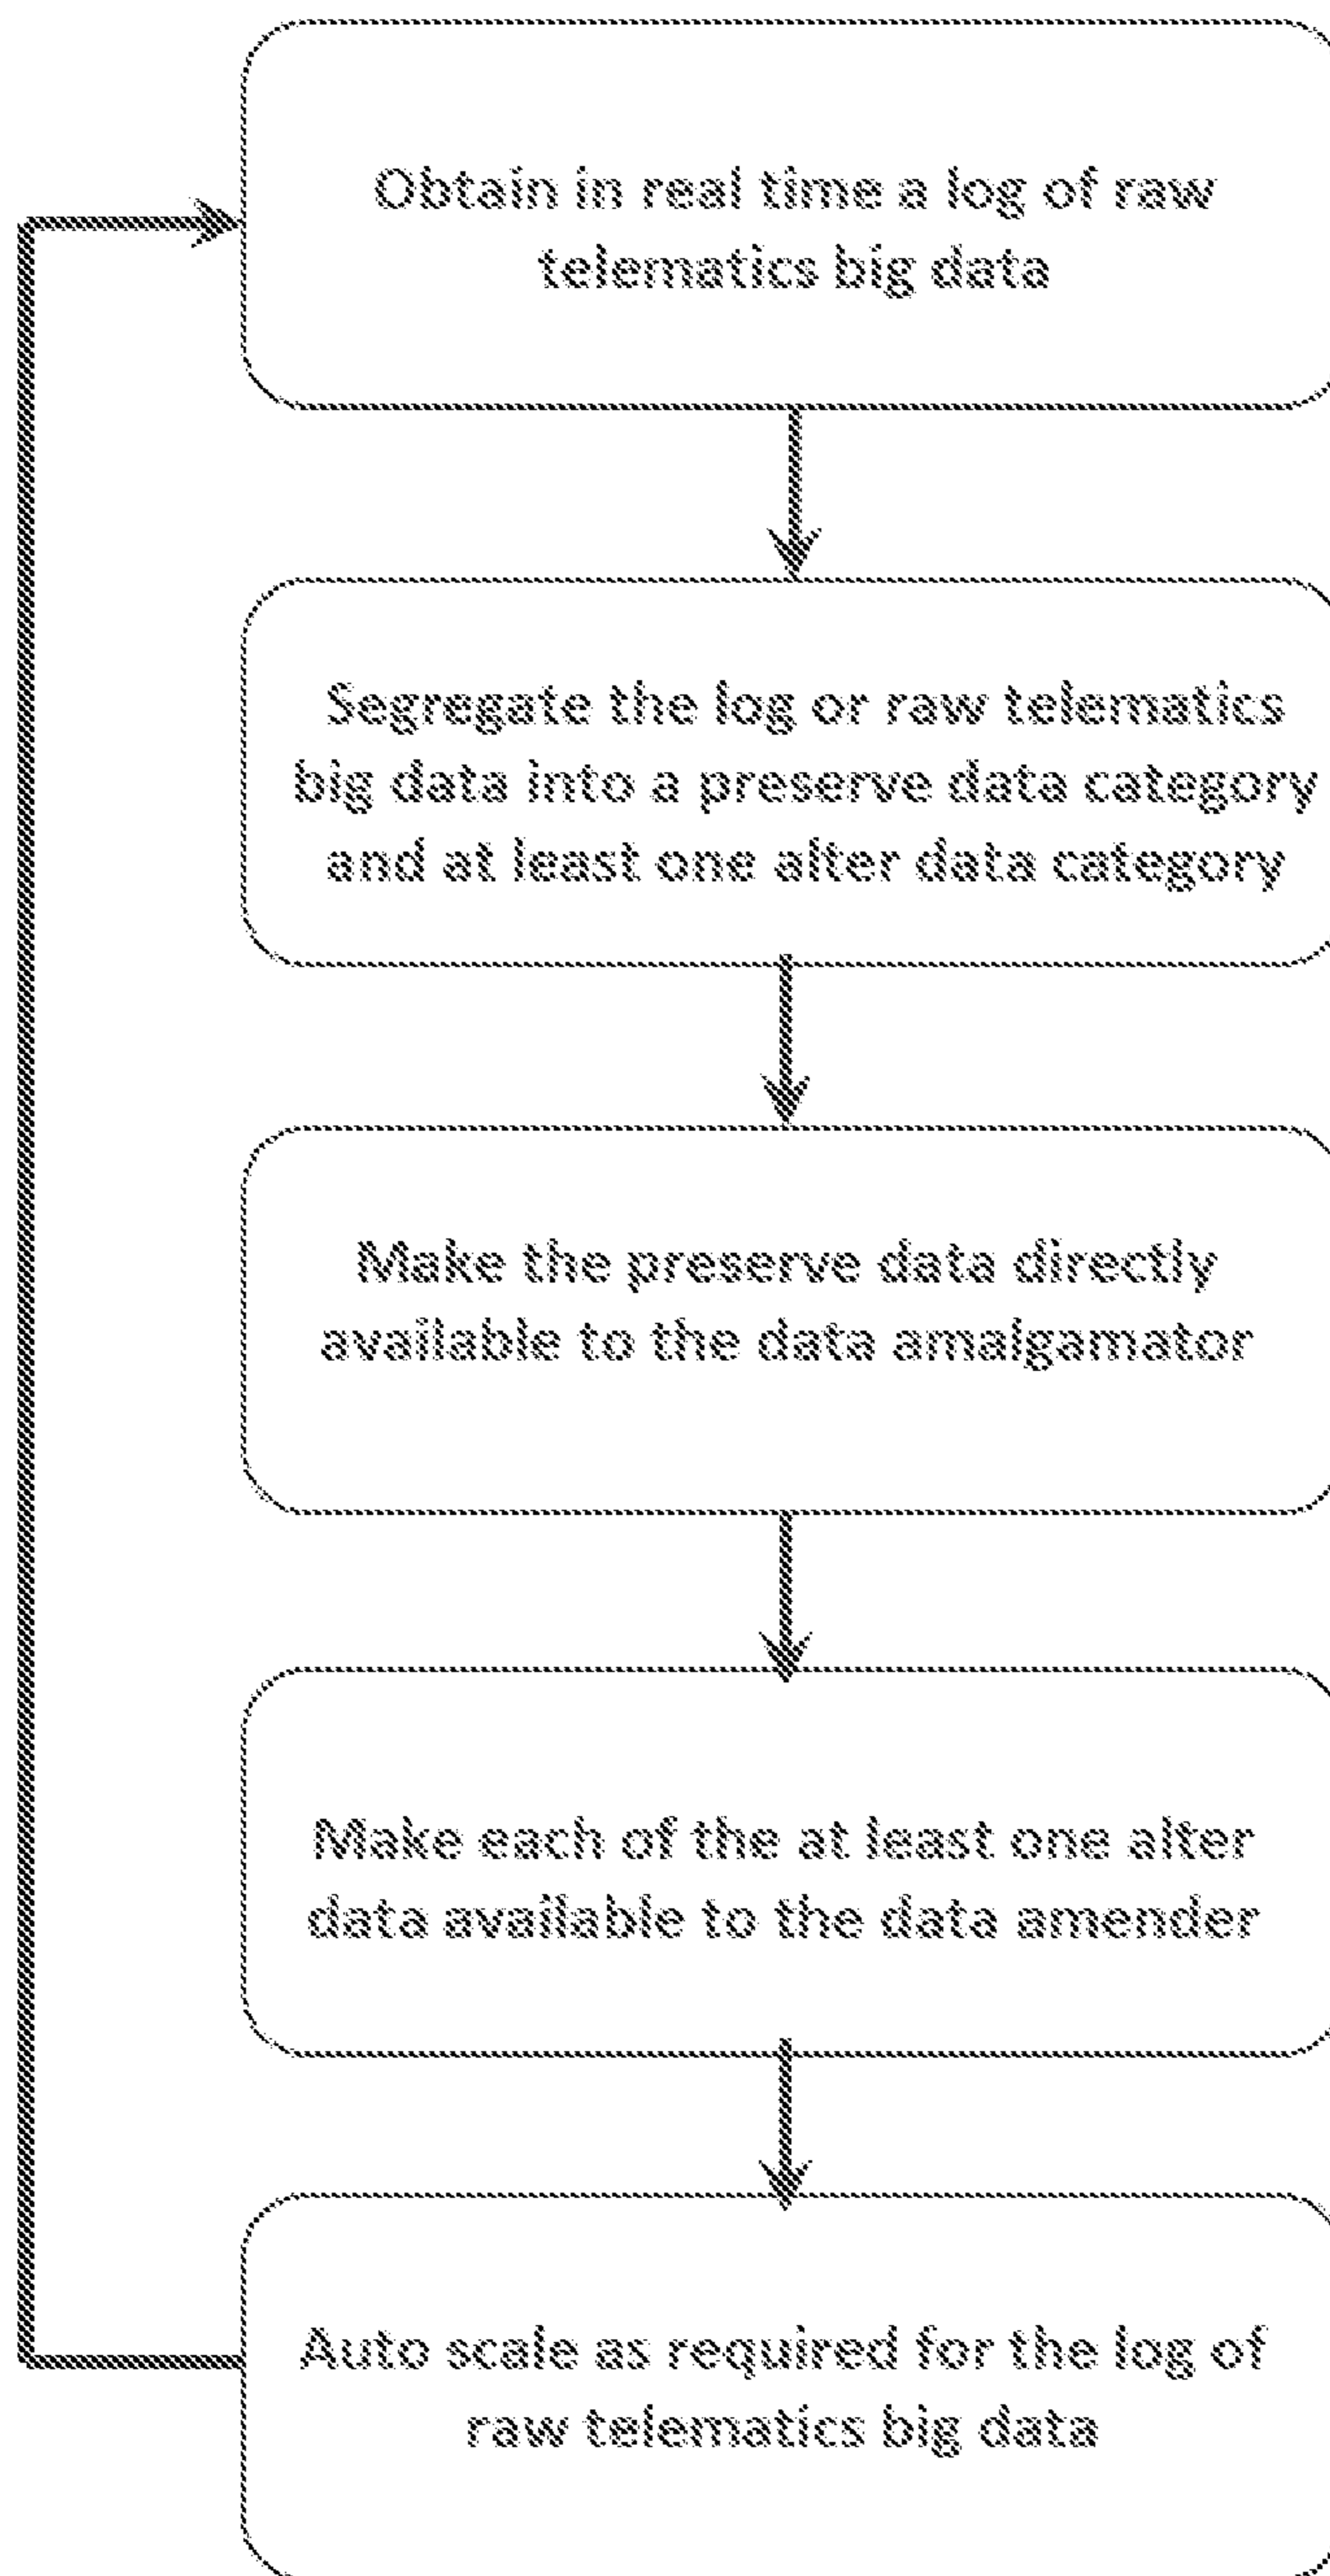 Obtain in real time a log of raw
telematics big data
Segregate the log or raw telematics
big data into a preserve data category
and at least one alter data category
Make the preserve data directly
available to the data amalgamator
Make each of the at least one alter
data available to the data amender
Auto scale as required for the log of
raw telematics big data